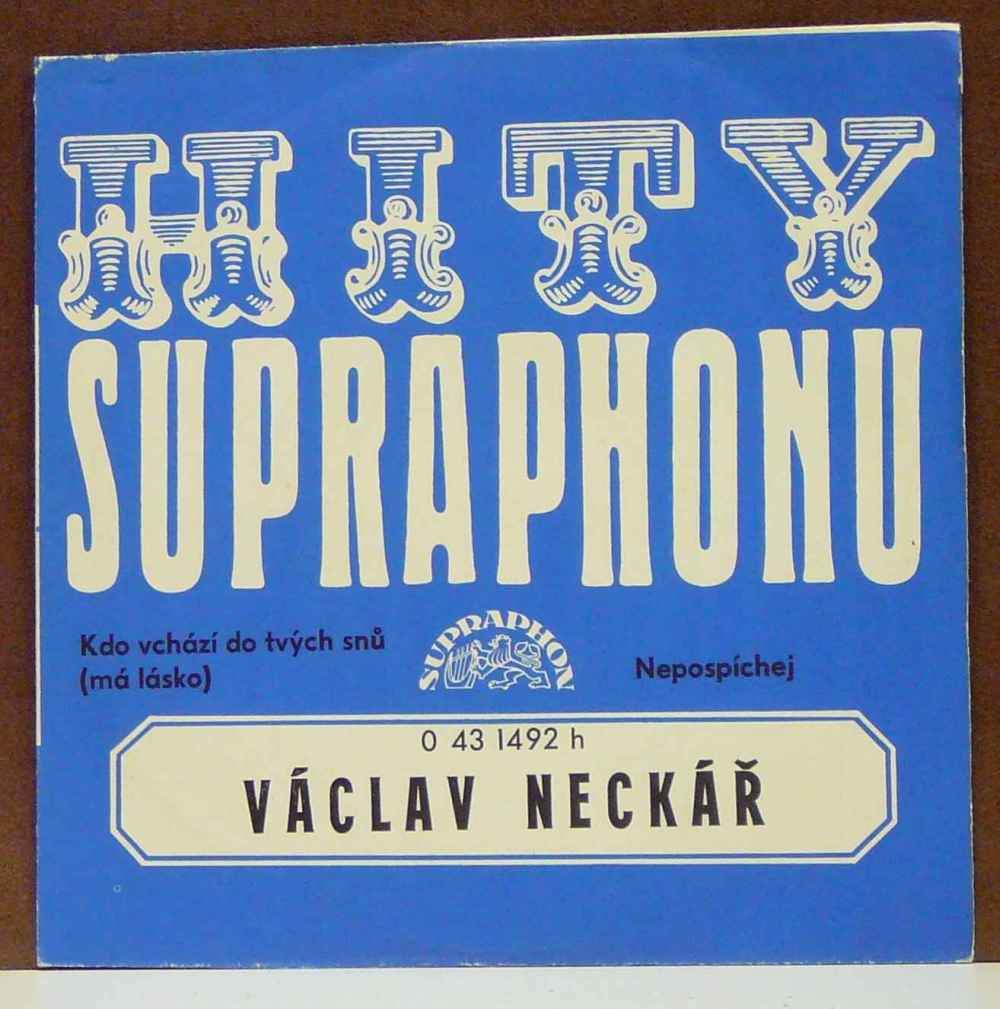 HITY
SUPRAPHONU
Kdo vchází do tvých snů
(má lásko)
SUPRAPHON
Nepospíchej
0 43 1492 h
VÁCLAV NECKÁŘ